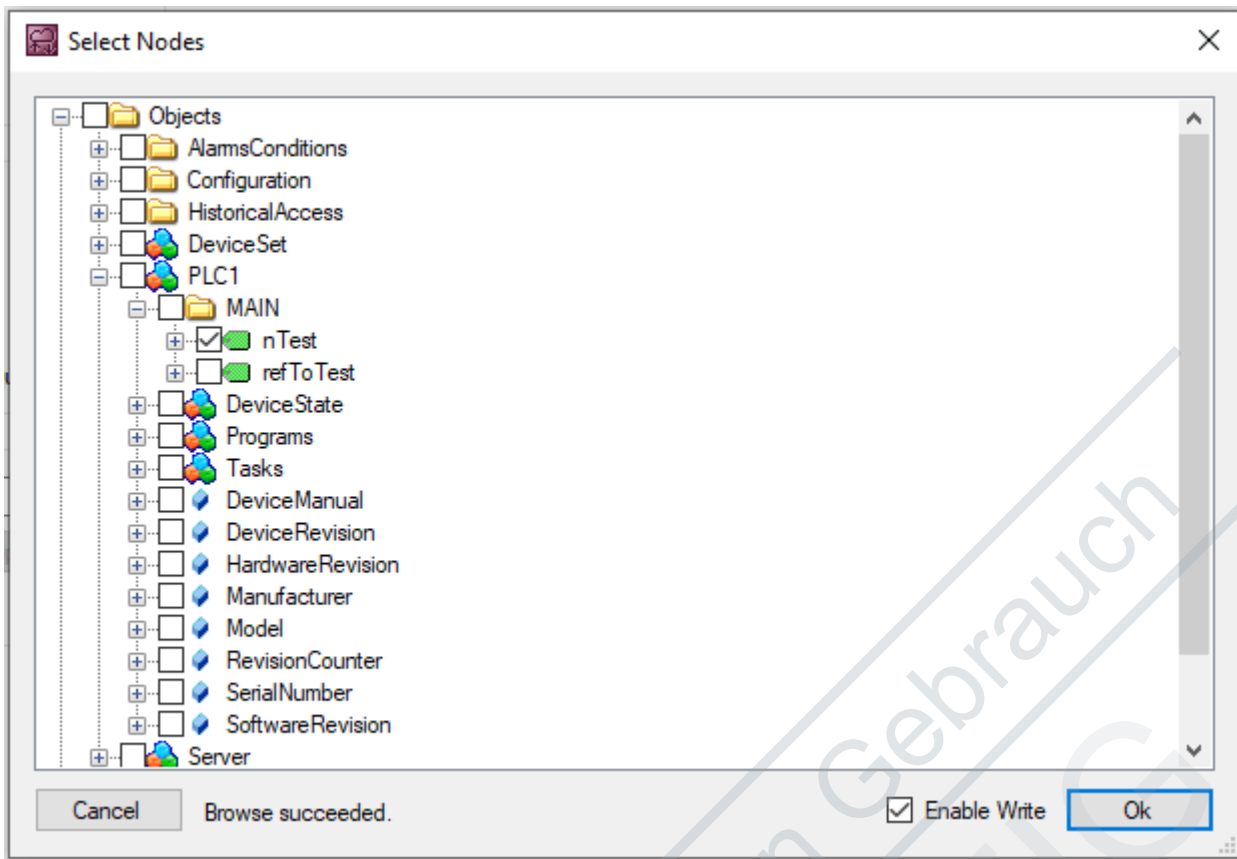 Select Nodes
Objects
AlarmsConditions
Configuration
HistoricalAccess
DeviceSet
PLC1
MAIN
nTest
refToTest
DeviceState
Programs
Tasks
DeviceManual
DeviceRevision
HardwareRevision
Manufacturer
Model
RevisionCounter
SerialNumber
SoftwareRevision
Server
Cancel
Browse succeeded.
Enable Write
Ok
Gebrauch